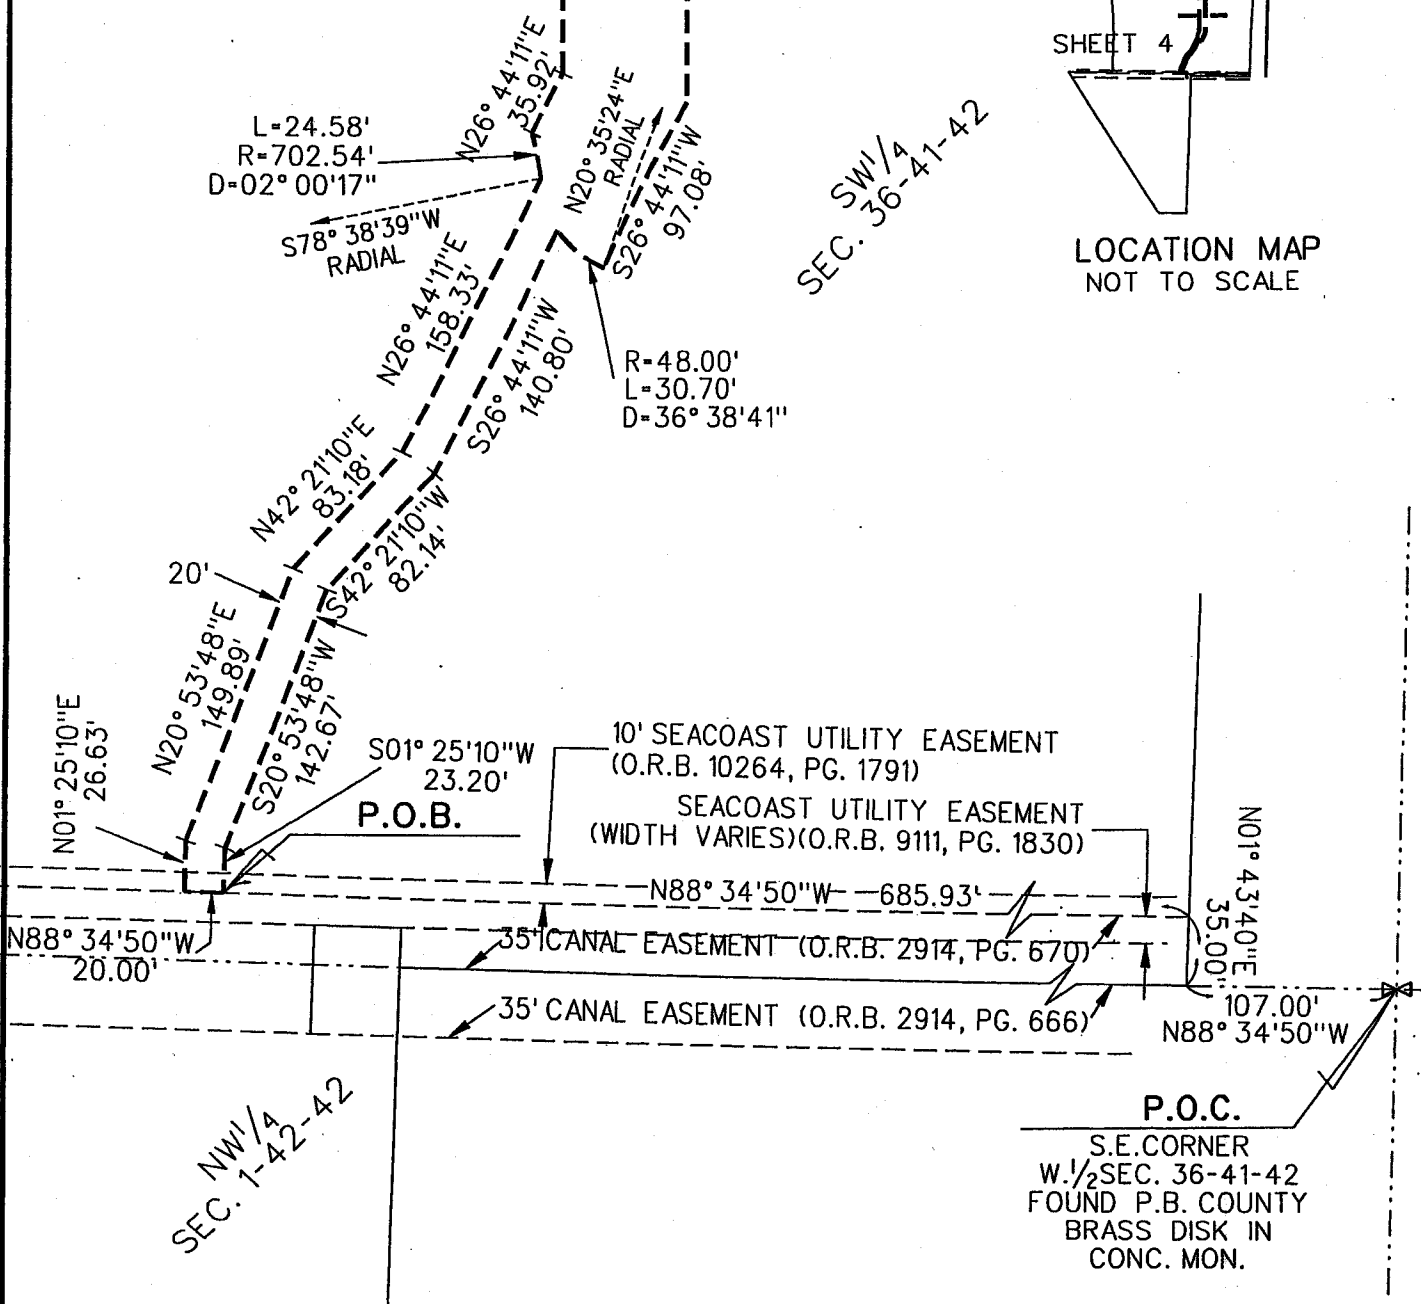 SHEET 4
LOCATION MAP
NOT TO SCALE
N26°44'11"E
35.92'
L=24.58'
R=702.54'
D=02°00'17"
N20°35'24"E
RADIAL
S26°44'11"W
97.08'
SW1/4
SEC. 36-41-42
S78°38'39"W
RADIAL
N26°44'11"E
158.33'
S26°44'11"W
140.80'
R=48.00'
L=30.70'
D=36°38'41"
N42°21'10"E
83.18'
S42°21'10"W
82.14'
20'
N20°53'48"E
149.89'
S20°53'48"W
142.67'
N01°25'10"E
26.63'
S01°25'10"W
23.20'
P.O.B.
10' SEACOAST UTILITY EASEMENT
(O.R.B. 10264, PG. 1791)
SEACOAST UTILITY EASEMENT
(WIDTH VARIES)(O.R.B. 9111, PG. 1830)
N88°34'50"W 685.93'
N01°43'40"E
35.00'
N88°34'50"W
20.00'
35' CANAL EASEMENT (O.R.B. 2914, PG. 670)
35' CANAL EASEMENT (O.R.B. 2914, PG. 666)
107.00'
N88°34'50"W
NW1/4
SEC. 1-42-42
P.O.C.
S.E.CORNER
W.1/2SEC. 36-41-42
FOUND P.B. COUNTY
BRASS DISK IN
CONC. MON.